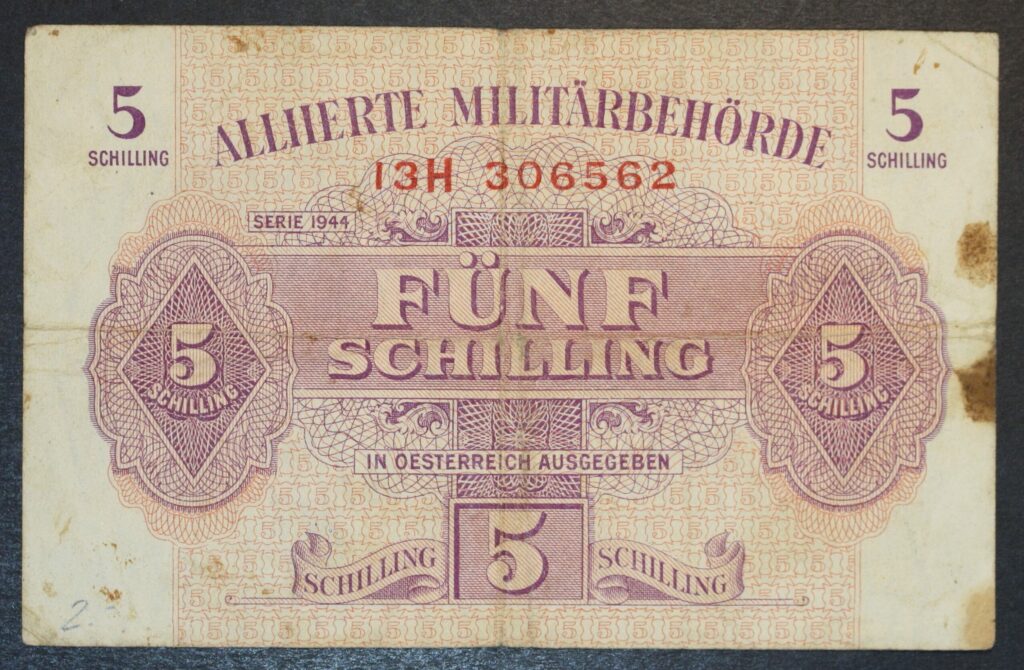 5 5
SCHILLING SCHILLING
ALLIIERTE MILITÄRBEHÖRDE
13H 306562
SERIE 1944
FÜNF
SCHILLING
5 5
SCHILLING SCHILLING
IN OESTERREICH AUSGEGEBEN
5
SCHILLING SCHILLING
2.-